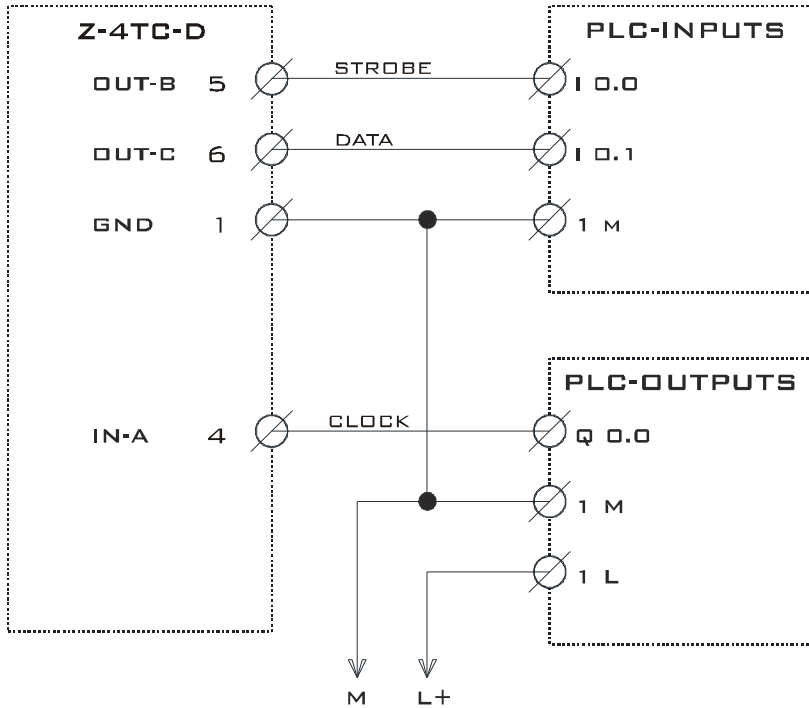 Z-4TC-D PLC-INPUTS
OUT-B 5 STROBE I 0.0
OUT-C 6 DATA I 0.1
GND 1 1 M
PLC-OUTPUTS
IN-A 4 CLOCK Q 0.0
1 M
1 L
M L+